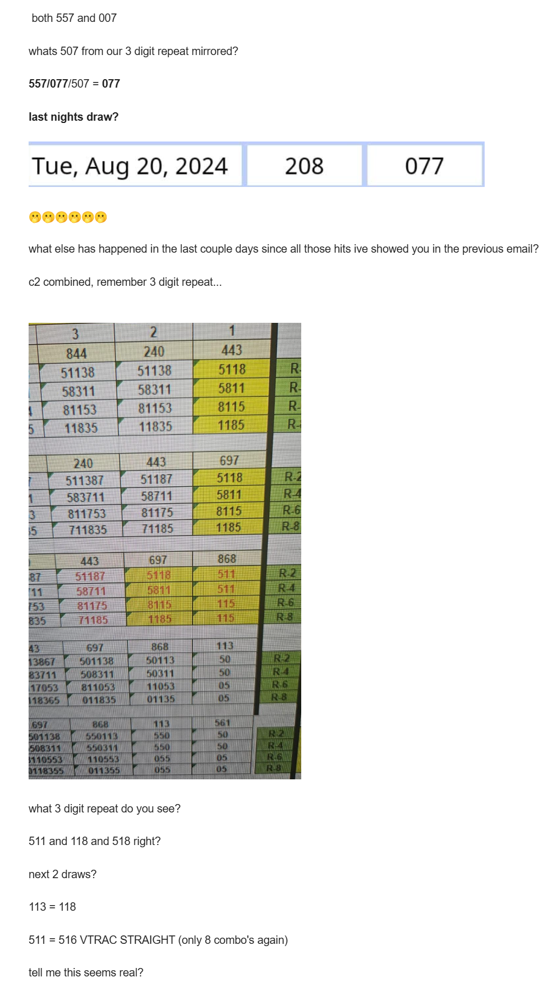 both 557 and 007
whats 507 from our 3 digit repeat mirrored?
557/077/507 = 077
last nights draw?
Tue, Aug 20, 2024 208 077
🫢🫢🫢🫢🫢🫢
what else has happened in the last couple days since all those hits ive showed you in the previous email?
c2 combined, remember 3 digit repeat...
3 2 1
844 240 443
51138 51138 5118 R-
58311 58311 5811 R-
81153 81153 8115 R-
5 11835 11835 1185 R-
240 443 697
511387 51187 5118 R-2
1 583711 58711 5811 R-4
3 811753 81175 8115 R-6
35 711835 71185 1185 R-8
443 697 868
87 51187 5118 511 R-2
11 58711 5811 511 R-4
753 81175 8115 115 R-6
835 71185 1185 115 R-8
43 697 868 113
13867 501138 50113 50 R-2
83711 508311 50311 50 R-4
17053 811053 11053 05 R-6
118365 011835 01135 05 R-8
697 868 113 561
501138 550113 550 50 R-2
508311 550311 550 50 R-4
110553 110553 055 05 R-6
0118355 011355 055 05 R-8
what 3 digit repeat do you see?
511 and 118 and 518 right?
next 2 draws?
113 = 118
511 = 516 VTRAC STRAIGHT (only 8 combo's again)
tell me this seems real?